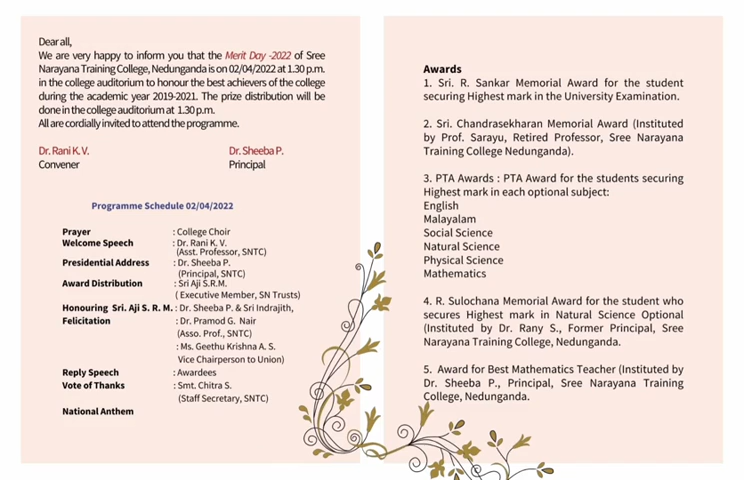 Dear all,
We are very happy to inform you that the Merit Day -2022 of Sree
Narayana Training College, Nedunganda is on 02/04/2022 at 1.30 p.m.
in the college auditorium to honour the best achievers of the college
during the academic year 2019-2021. The prize distribution will be
done in the college auditorium at 1.30 p.m.
All are cordially invited to attend the programme.
Dr. Rani K. V. Dr. Sheeba P.
Convener Principal
Programme Schedule 02/04/2022
Prayer : College Choir
Welcome Speech : Dr. Rani K. V.
(Asst. Professor, SNTC)
Presidential Address : Dr. Sheeba P.
(Principal, SNTC)
Award Distribution : Sri Aji S.R.M.
( Executive Member, SN Trusts)
Honouring Sri. Aji S. R. M. : Dr. Sheeba P. & Sri Indrajith,
Felicitation : Dr. Pramod G. Nair
(Asso. Prof., SNTC)
: Ms. Geethu Krishna A. S.
Vice Chairperson to Union)
Reply Speech : Awardees
Vote of Thanks : Smt. Chitra S.
(Staff Secretary, SNTC)
National Anthem
Awards
1. Sri. R. Sankar Memorial Award for the student
securing Highest mark in the University Examination.
2. Sri. Chandrasekharan Memorial Award (Instituted
by Prof. Sarayu, Retired Professor, Sree Narayana
Training College Nedunganda).
3. PTA Awards : PTA Award for the students securing
Highest mark in each optional subject:
English
Malayalam
Social Science
Natural Science
Physical Science
Mathematics
4. R. Sulochana Memorial Award for the student who
secures Highest mark in Natural Science Optional
(Instituted by Dr. Rany S., Former Principal, Sree
Narayana Training College, Nedunganda.
5. Award for Best Mathematics Teacher (Instituted by
Dr. Sheeba P., Principal, Sree Narayana Training
College, Nedunganda.